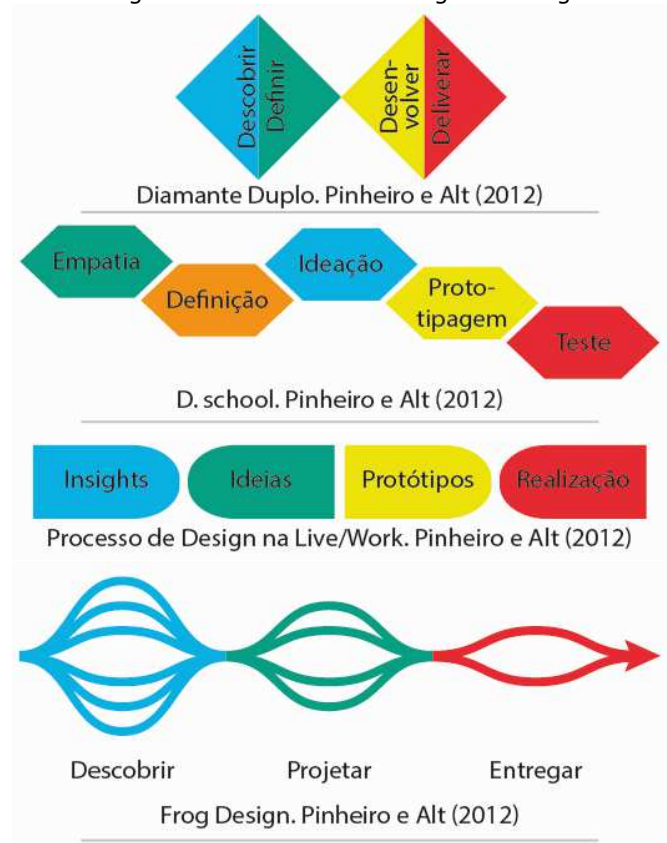 Descobrir
Definir
Desen-
volver
Deliverar
Diamante Duplo. Pinheiro e Alt (2012)
Empatia
Definição
Ideação
Proto-
tipagem
Teste
D. school. Pinheiro e Alt (2012)
Insights
Ideias
Protótipos
Realização
Processo de Design na Live/Work. Pinheiro e Alt (2012)
Descobrir
Projetar
Entregar
Frog Design. Pinheiro e Alt (2012)